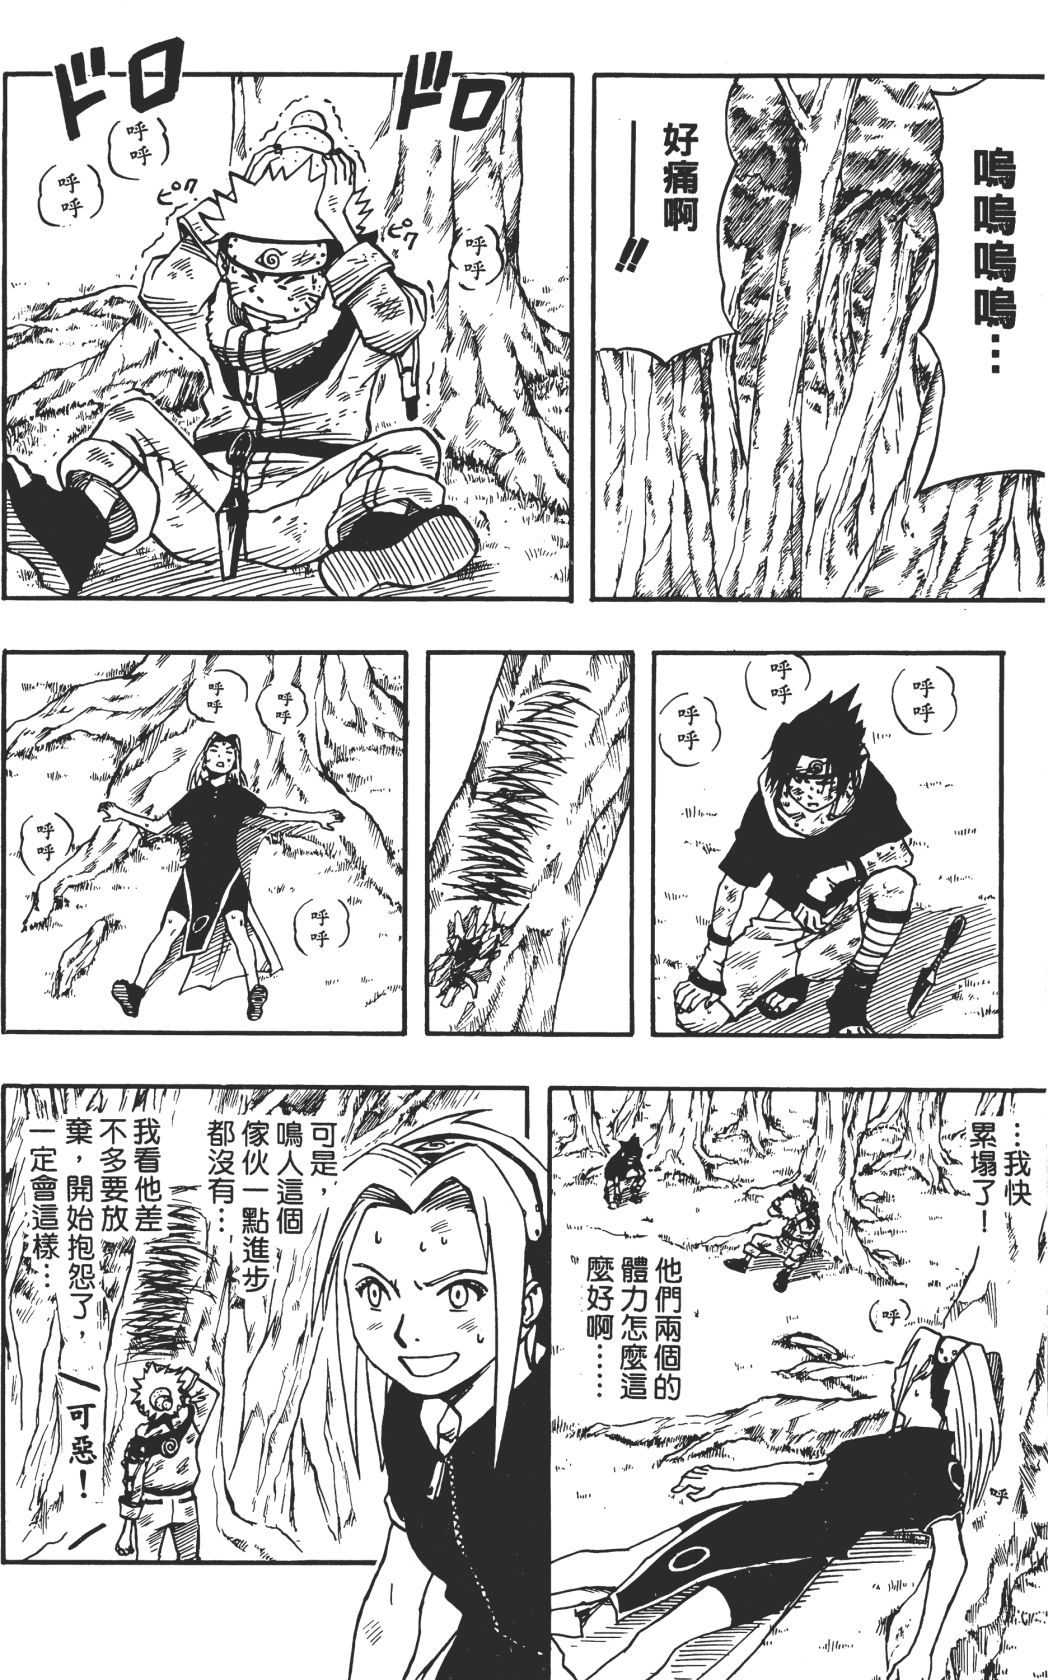 嗚嗚嗚嗚…
好痛啊──!!
ドロ
ドロ
呼呼
ピク
ピク
呼呼
呼呼
呼呼
呼呼
呼呼
呼呼
呼呼
呼呼
呼呼
…我快
累塌了！
他們兩個的
體力怎麼這
麼好啊……
呼
呼
可是，
鳴人這個
傢伙一點進步
都沒有…
我看他差
不多要放
棄，開始抱怨了，
一定會這樣…
可惡！